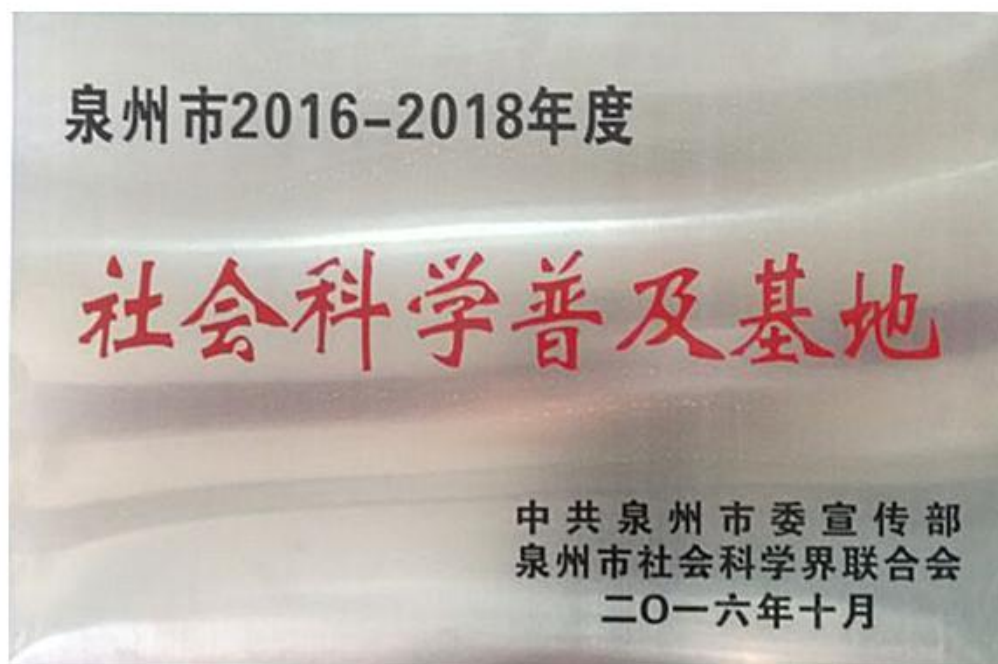 泉州市2016-2018年度
社会科学普及基地
中共泉州市委宣传部
泉州市社会科学界联合会
二O一六年十月